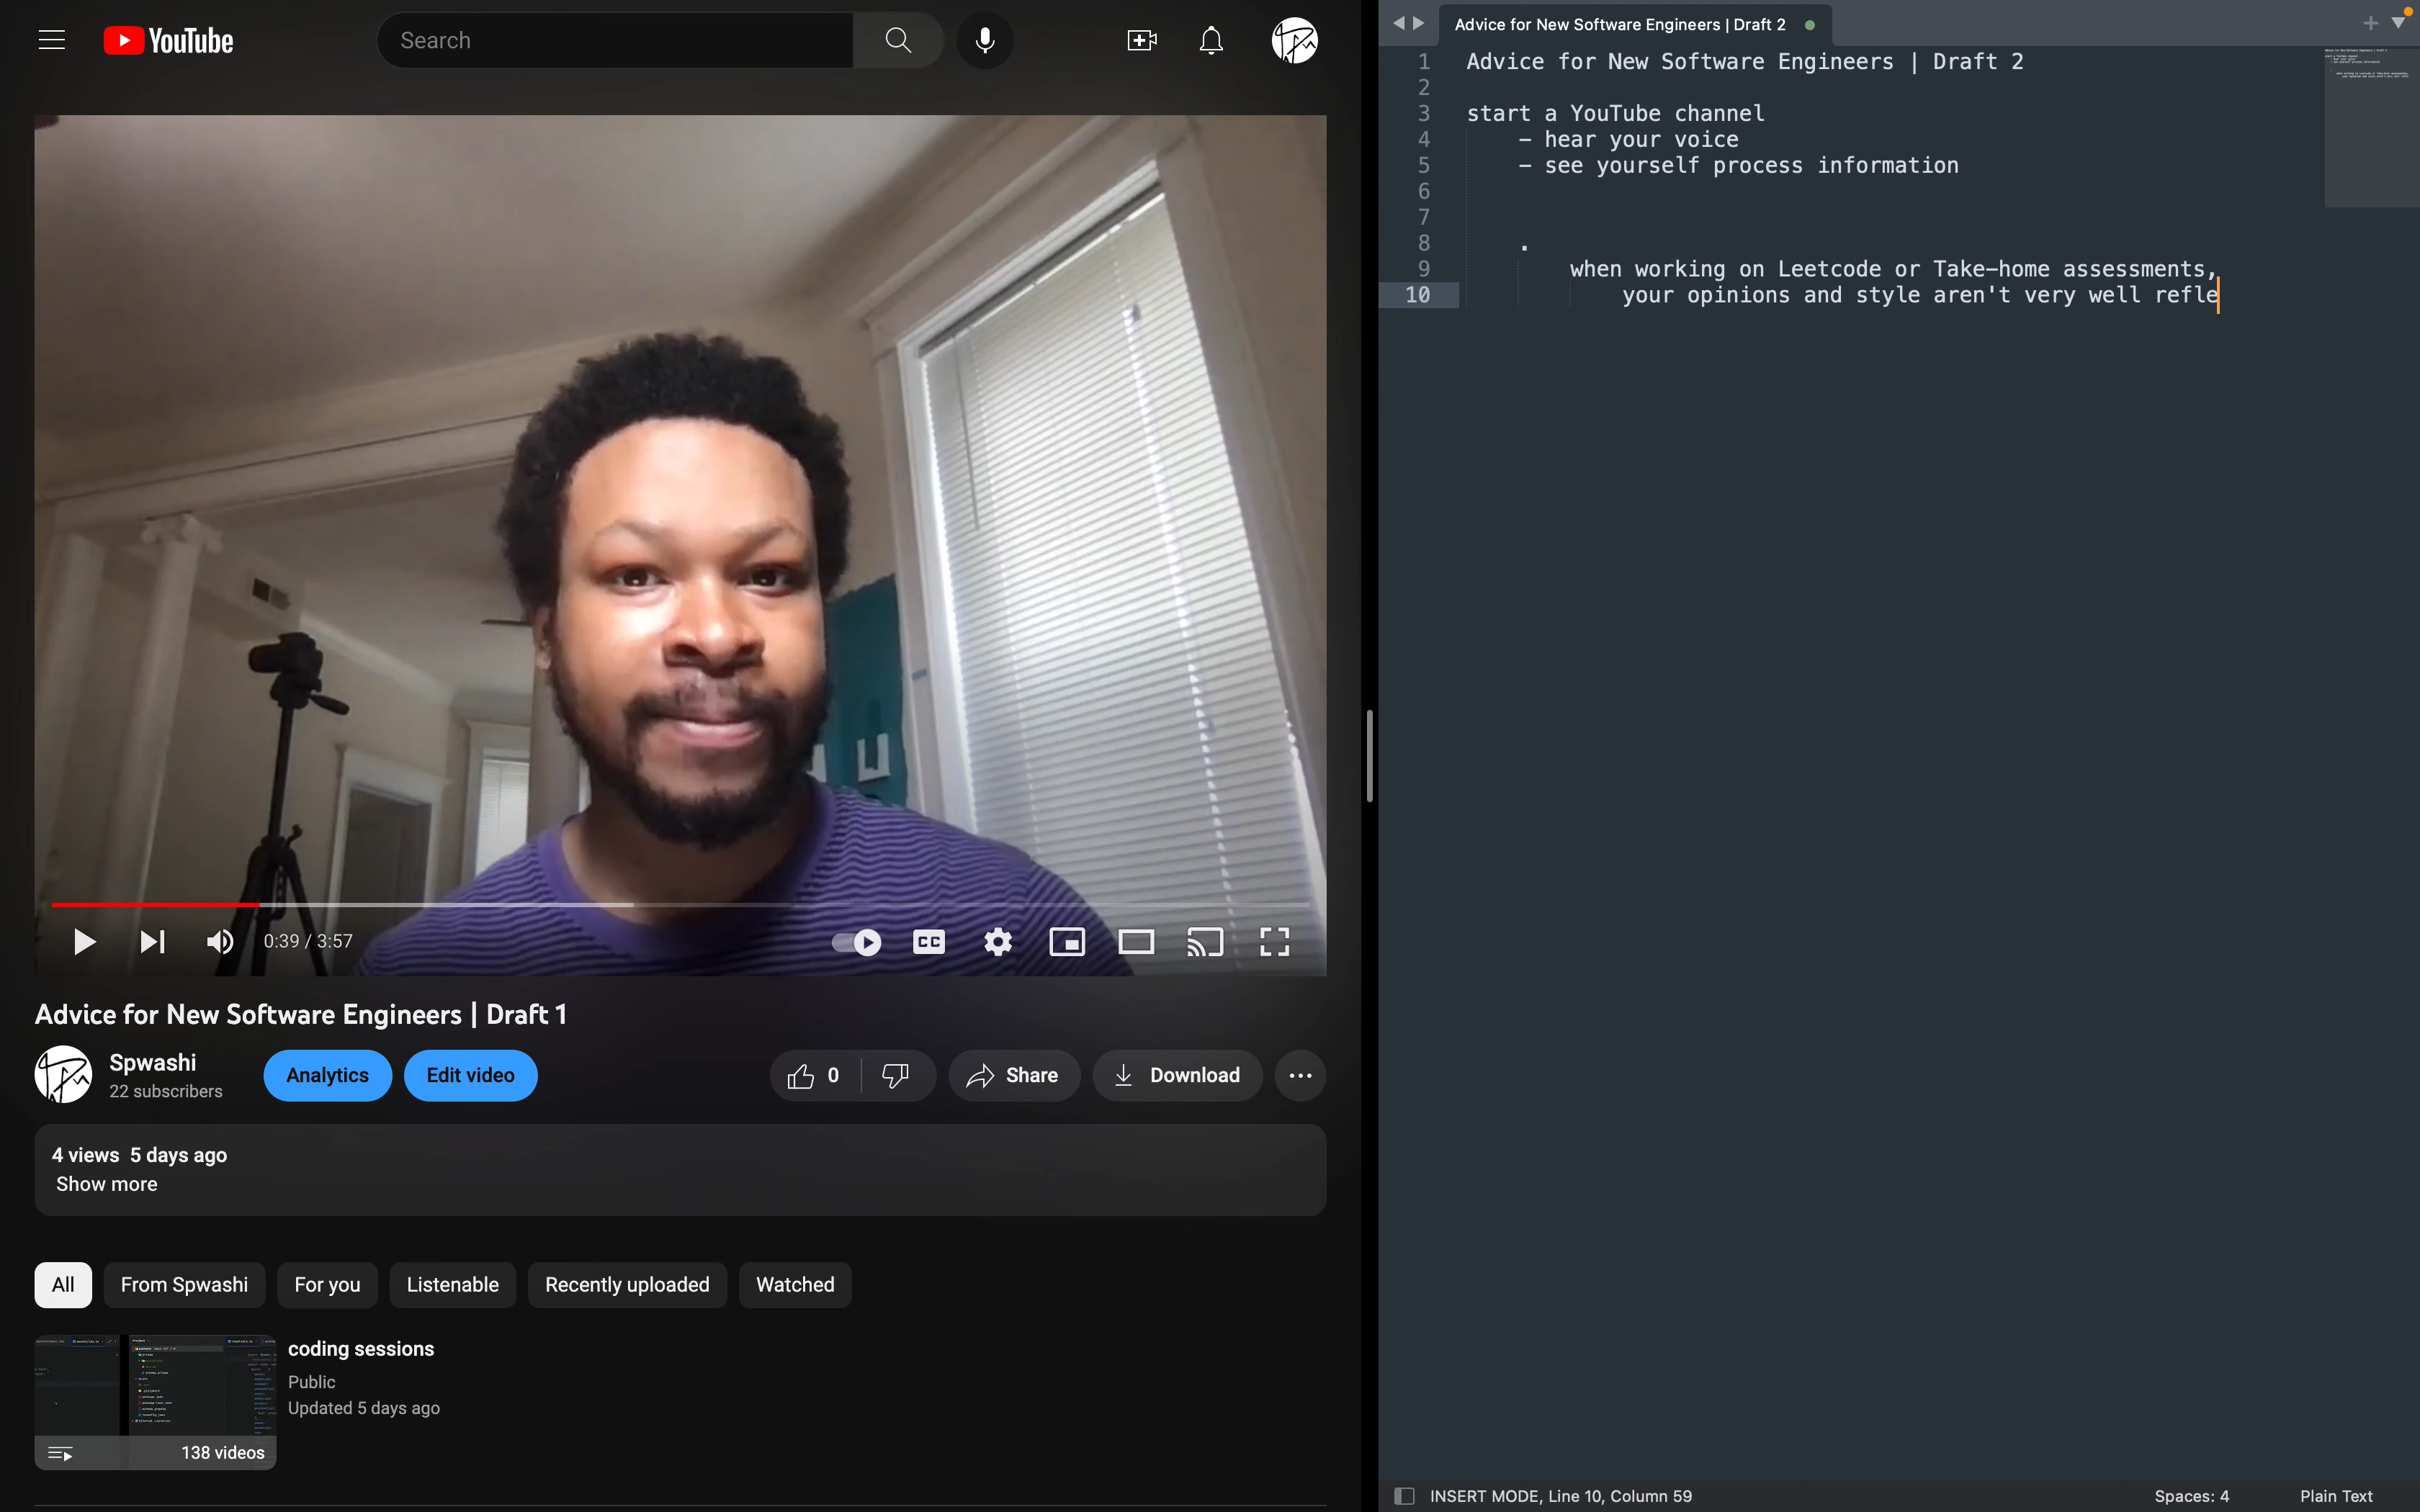 YouTube
Search
0:39 / 3:57
CC
Advice for New Software Engineers | Draft 1
Spwashi
22 subscribers
Analytics
Edit video
0
Share
Download
4 views 5 days ago
Show more
All
From Spwashi
For you
Listenable
Recently uploaded
Watched
coding sessions
Public
Updated 5 days ago
138 videos
Advice for New Software Engineers | Draft 2
1 Advice for New Software Engineers | Draft 2
2
3 start a YouTube channel
4 – hear your voice
5 – see yourself process information
6
7
8 .
9 when working on Leetcode or Take-home assessments,
10 your opinions and style aren't very well refle
INSERT MODE, Line 10, Column 59
Spaces: 4
Plain Text